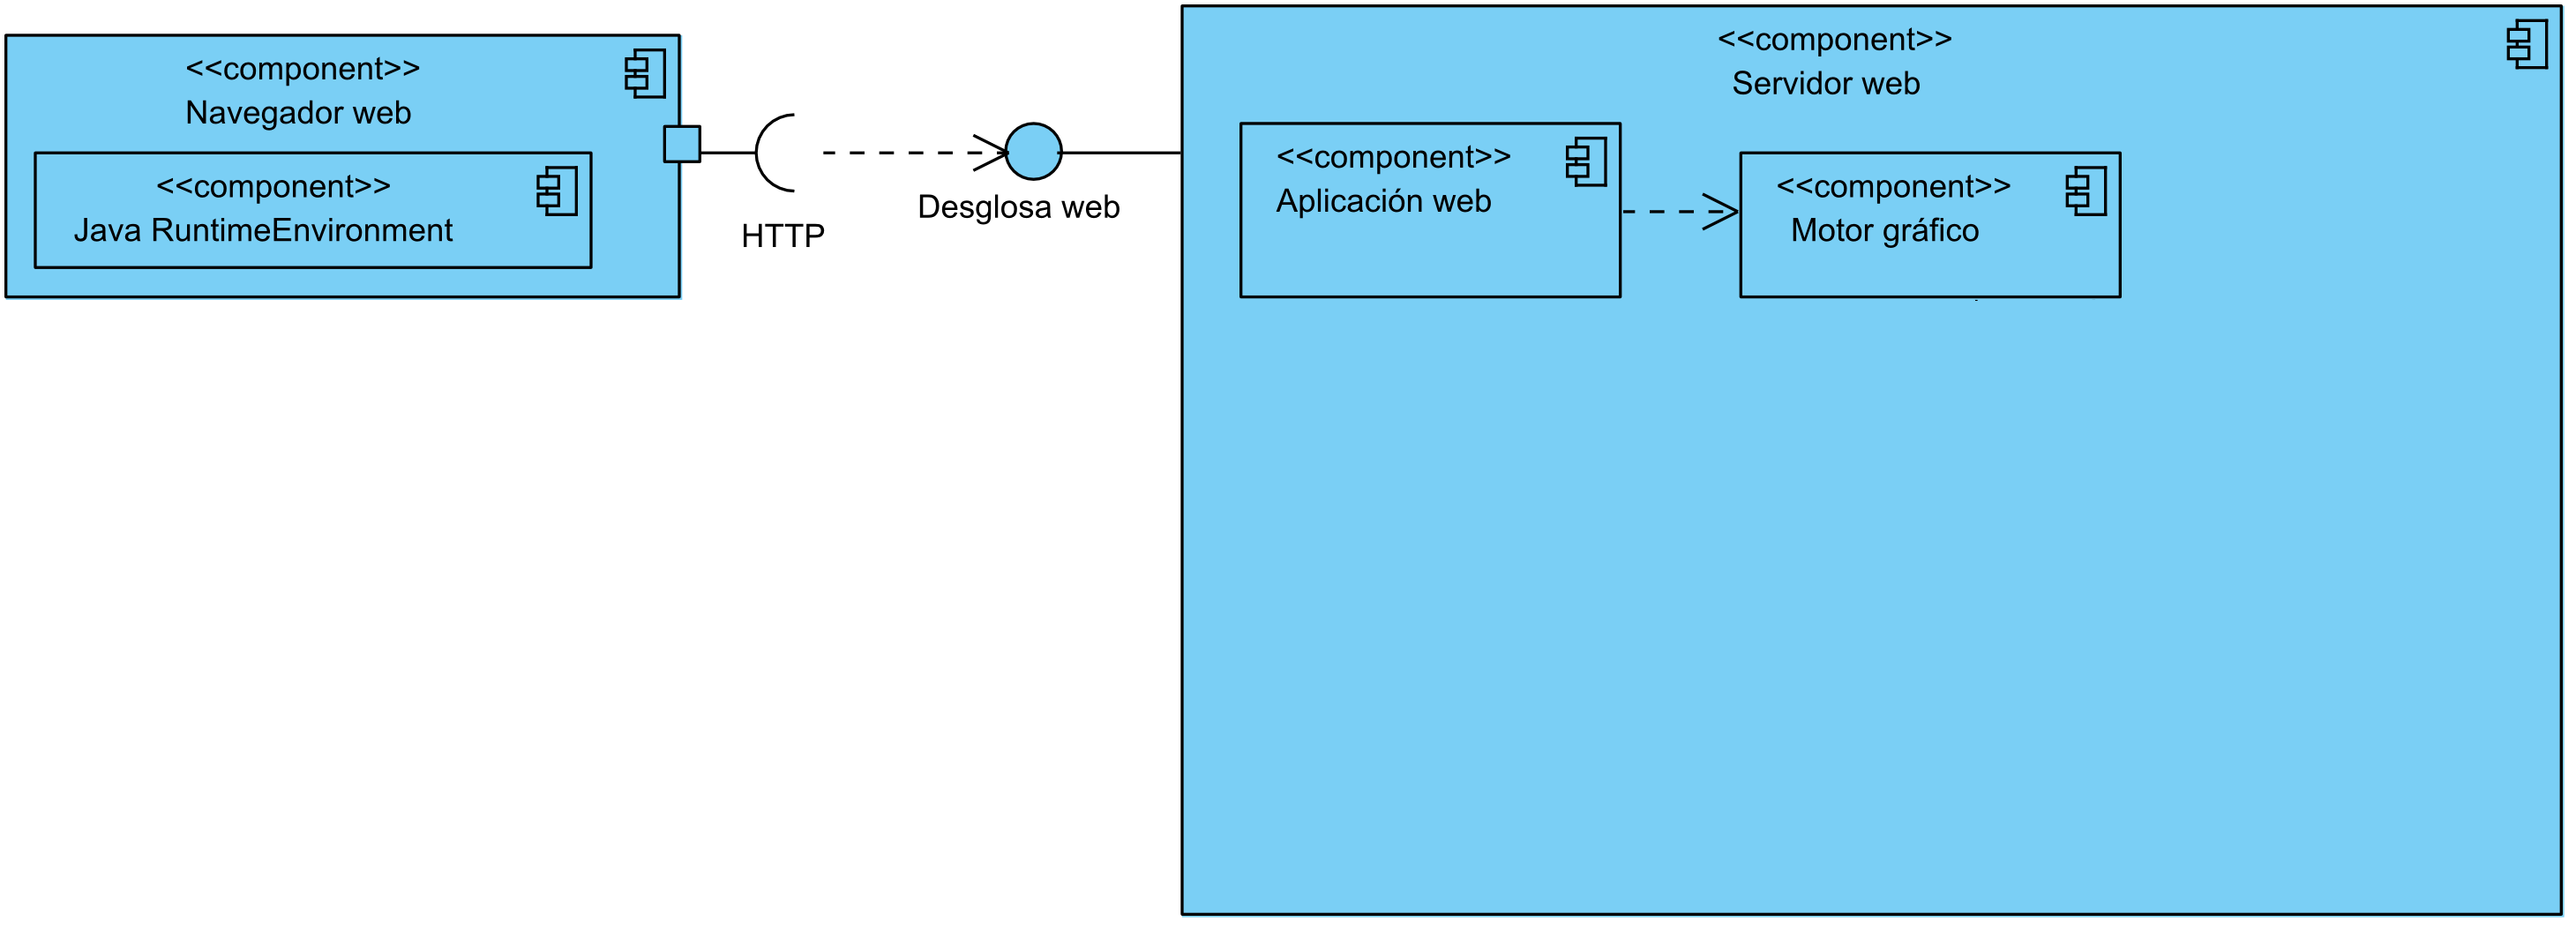 <<component>>
Navegador web
<<component>>
Java RuntimeEnvironment
HTTP
Desglosa web
<<component>>
Servidor web
<<component>>
Aplicación web
<<component>>
Motor gráfico